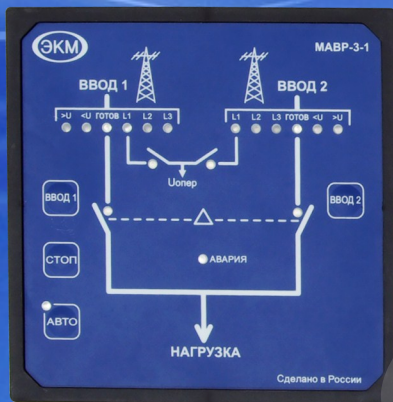 ЭКМ
МАВР-3-1
ВВОД 1
ВВОД 2
>U <U ГОТОВ L1 L2 L3
L1 L2 L3 ГОТОВ <U >U
Uопер
ВВОД 1
ВВОД 2
СТОП
АВАРИЯ
АВТО
НАГРУЗКА
Сделано в России